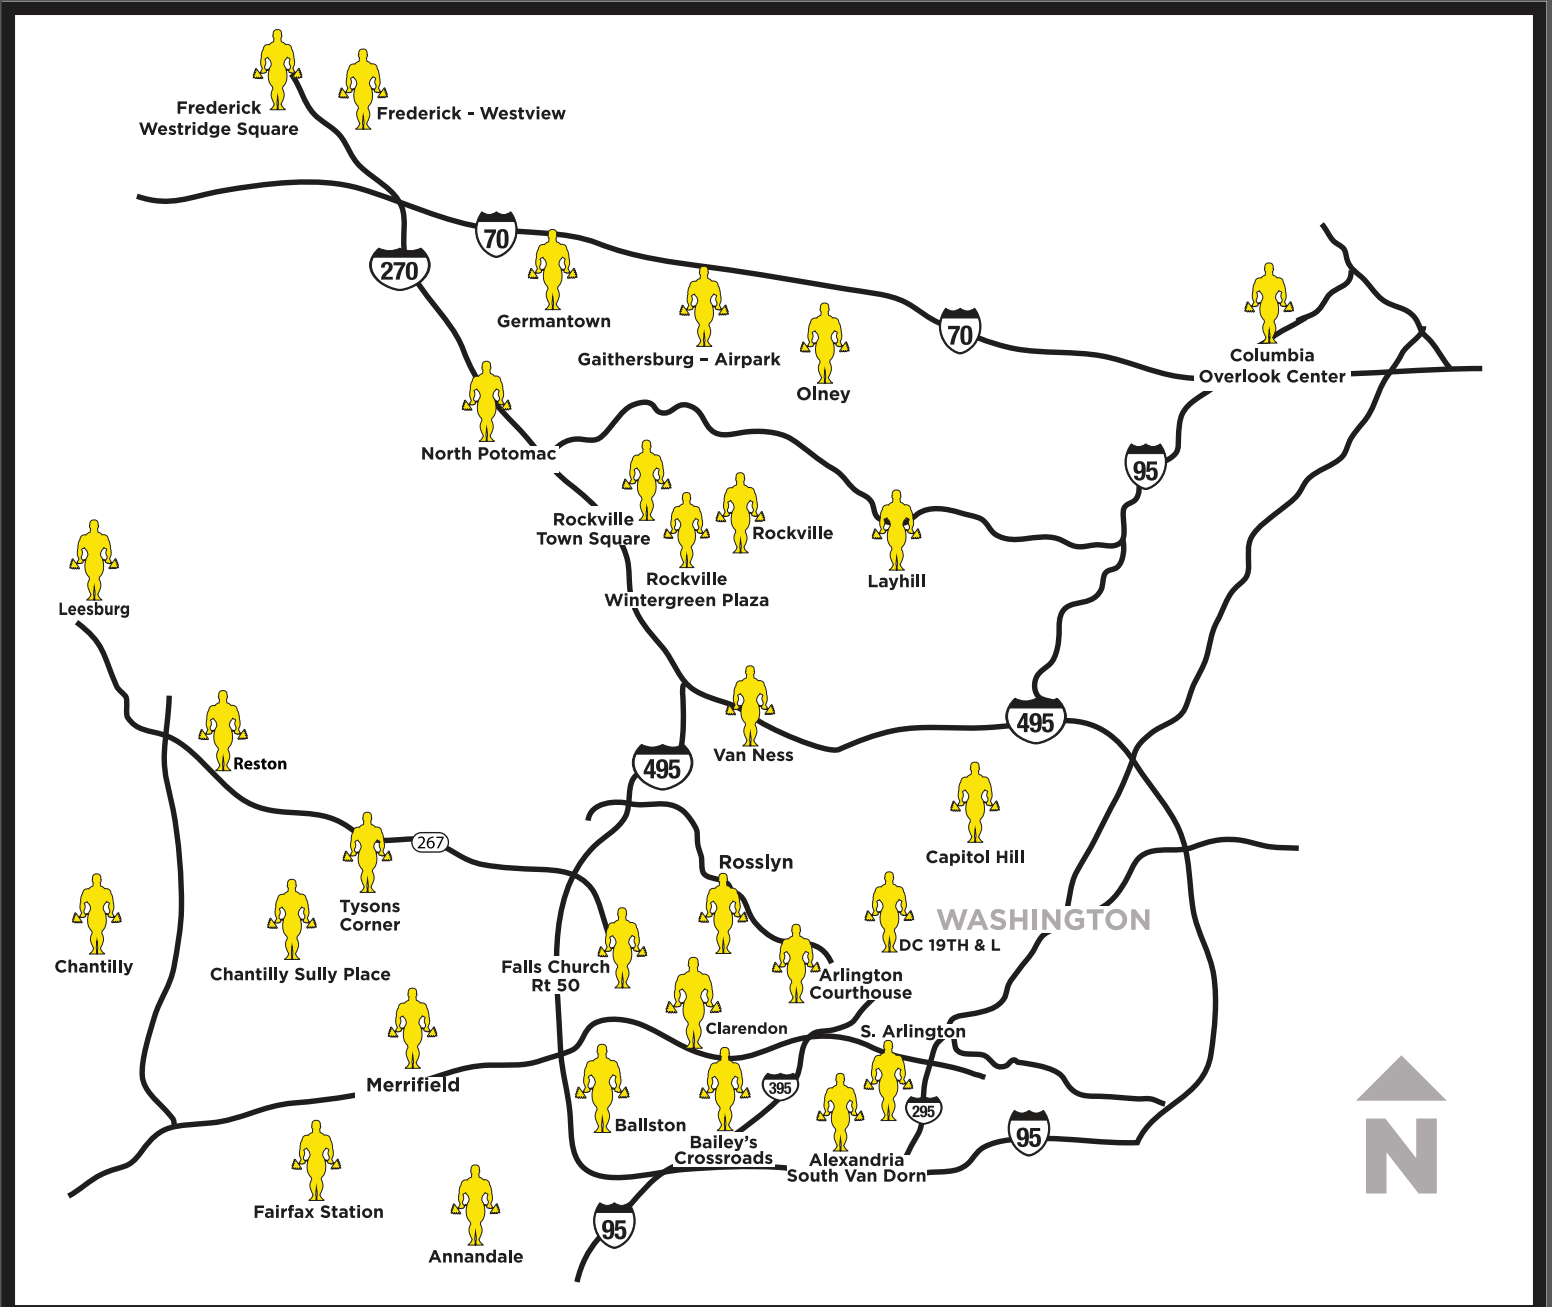 Frederick
Westridge Square
Frederick - Westview
70
270
Germantown
Gaithersburg – Airpark
Olney
70
Columbia
Overlook Center
North Potomac
95
Rockville
Town Square
Rockville
Rockville
Wintergreen Plaza
Layhill
Leesburg
Reston
495
Van Ness
495
267
Capitol Hill
Rosslyn
Tysons
Corner
Chantilly
Chantilly Sully Place
Falls Church
Rt 50
WASHINGTON
DC 19TH & L
Arlington
Courthouse
Clarendon
S. Arlington
Merrifield
395
295
Ballston
Bailey’s
Crossroads
Alexandria
South Van Dorn
95
N
Fairfax Station
Annandale
95